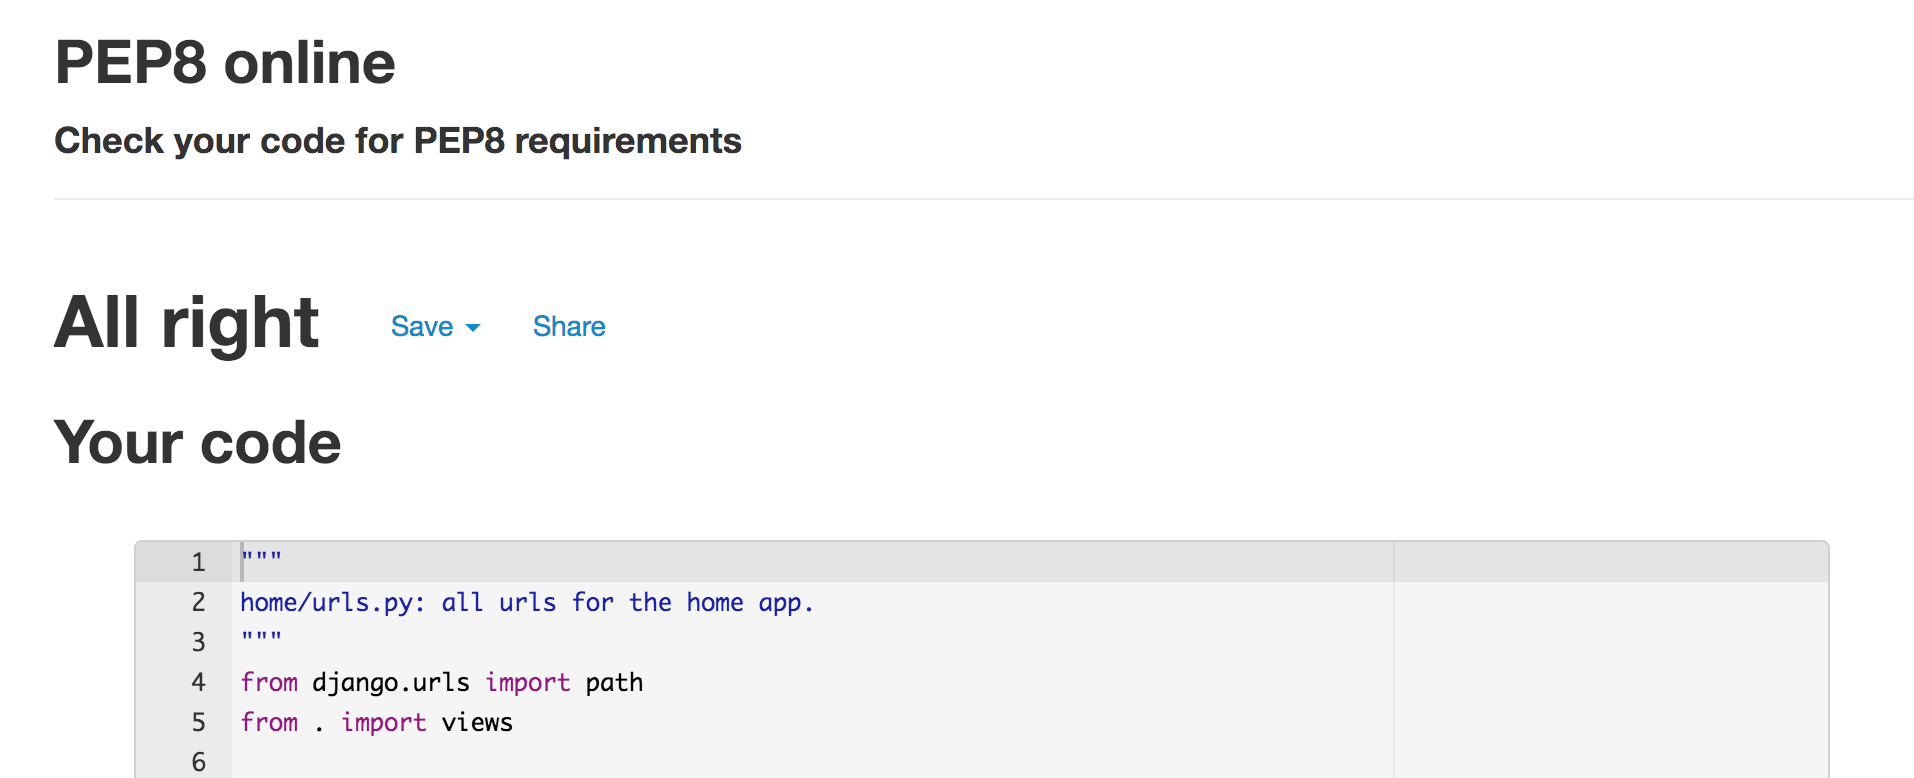 PEP8 online
Check your code for PEP8 requirements
All right Save Share
Your code
1 """
2 home/urls.py: all urls for the home app.
3 """
4 from django.urls import path
5 from . import views
6